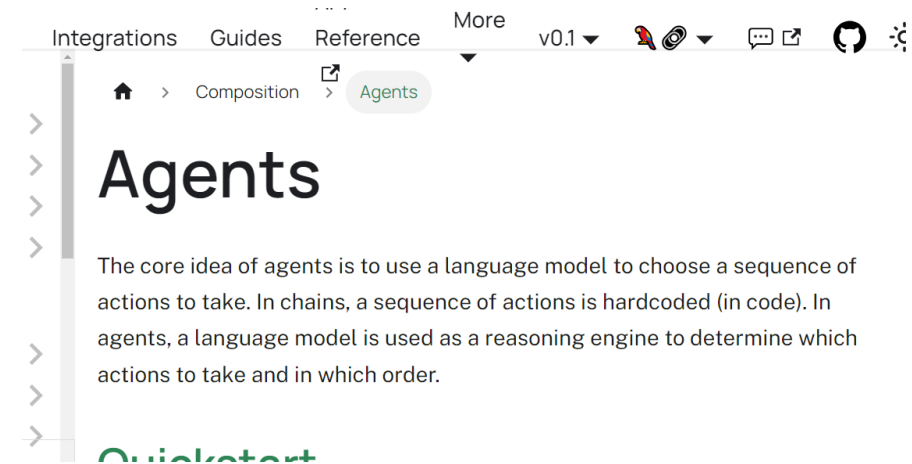 More
Integrations Guides Reference v0.1
Composition Agents
Agents
The core idea of agents is to use a language model to choose a sequence of
actions to take. In chains, a sequence of actions is hardcoded (in code). In
agents, a language model is used as a reasoning engine to determine which
actions to take and in which order.
Quickstart